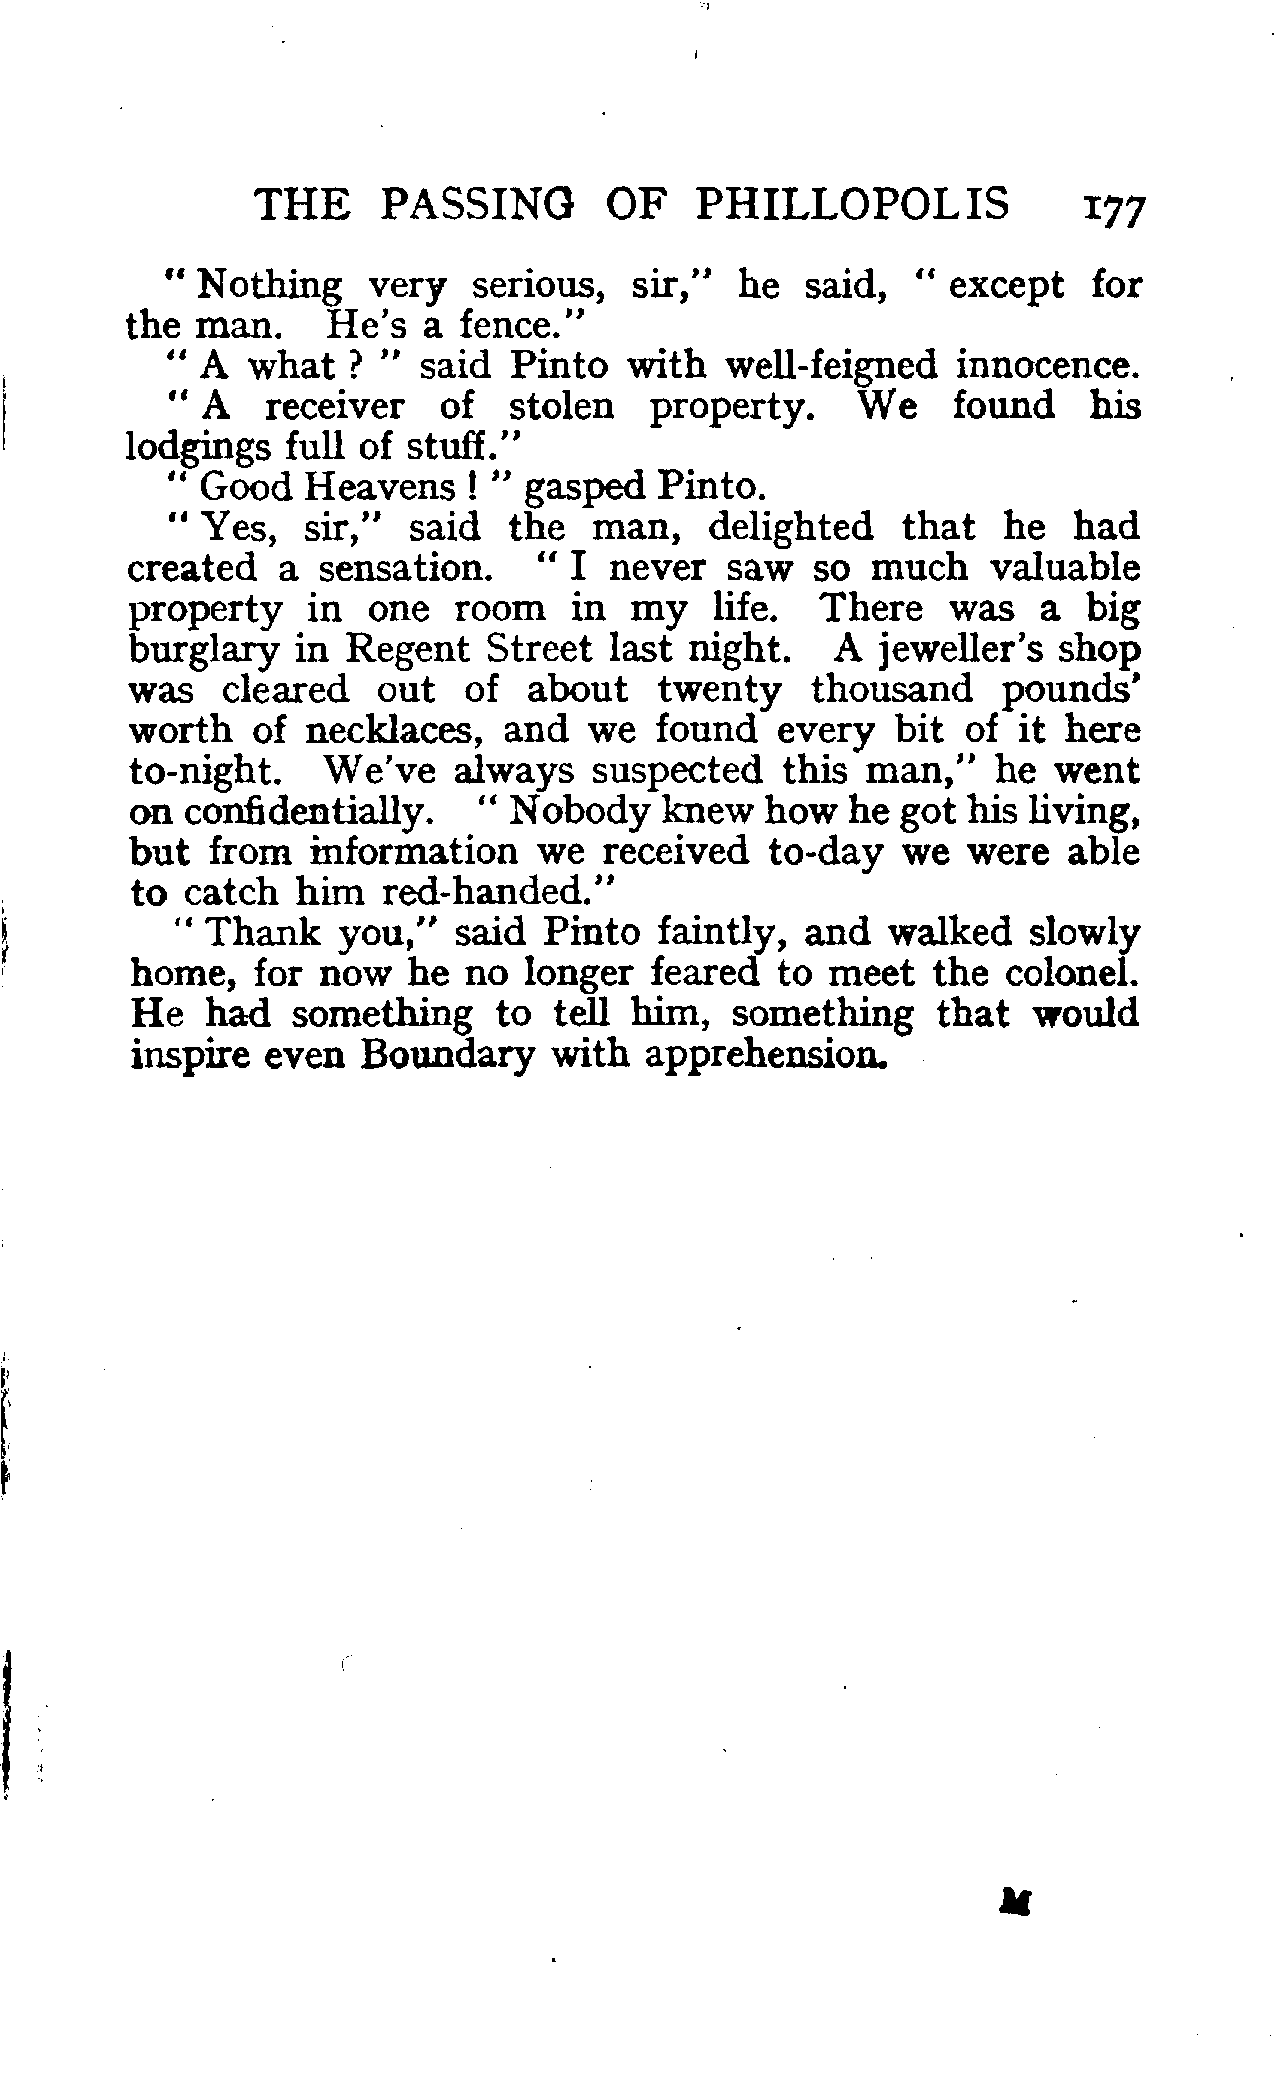 THE PASSING OF PHILLOPOLIS 177
“ Nothing very serious, sir,” he said, “ except for
the man. He's a fence.”
“ A what ? ” said Pinto with well-feigned innocence.
“ A receiver of stolen property. We found his
lodgings full of stuff.”
“ Good Heavens ! ” gasped Pinto.
“ Yes, sir,” said the man, delighted that he had
created a sensation. “ I never saw so much valuable
property in one room in my life. There was a big
burglary in Regent Street last night. A jeweller's shop
was cleared out of about twenty thousand pounds'
worth of necklaces, and we found every bit of it here
to-night. We've always suspected this man,” he went
on confidentially. “ Nobody knew how he got his living,
but from information we received to-day we were able
to catch him red-handed.”
“ Thank you,” said Pinto faintly, and walked slowly
home, for now he no longer feared to meet the colonel.
He had something to tell him, something that would
inspire even Boundary with apprehension.
M